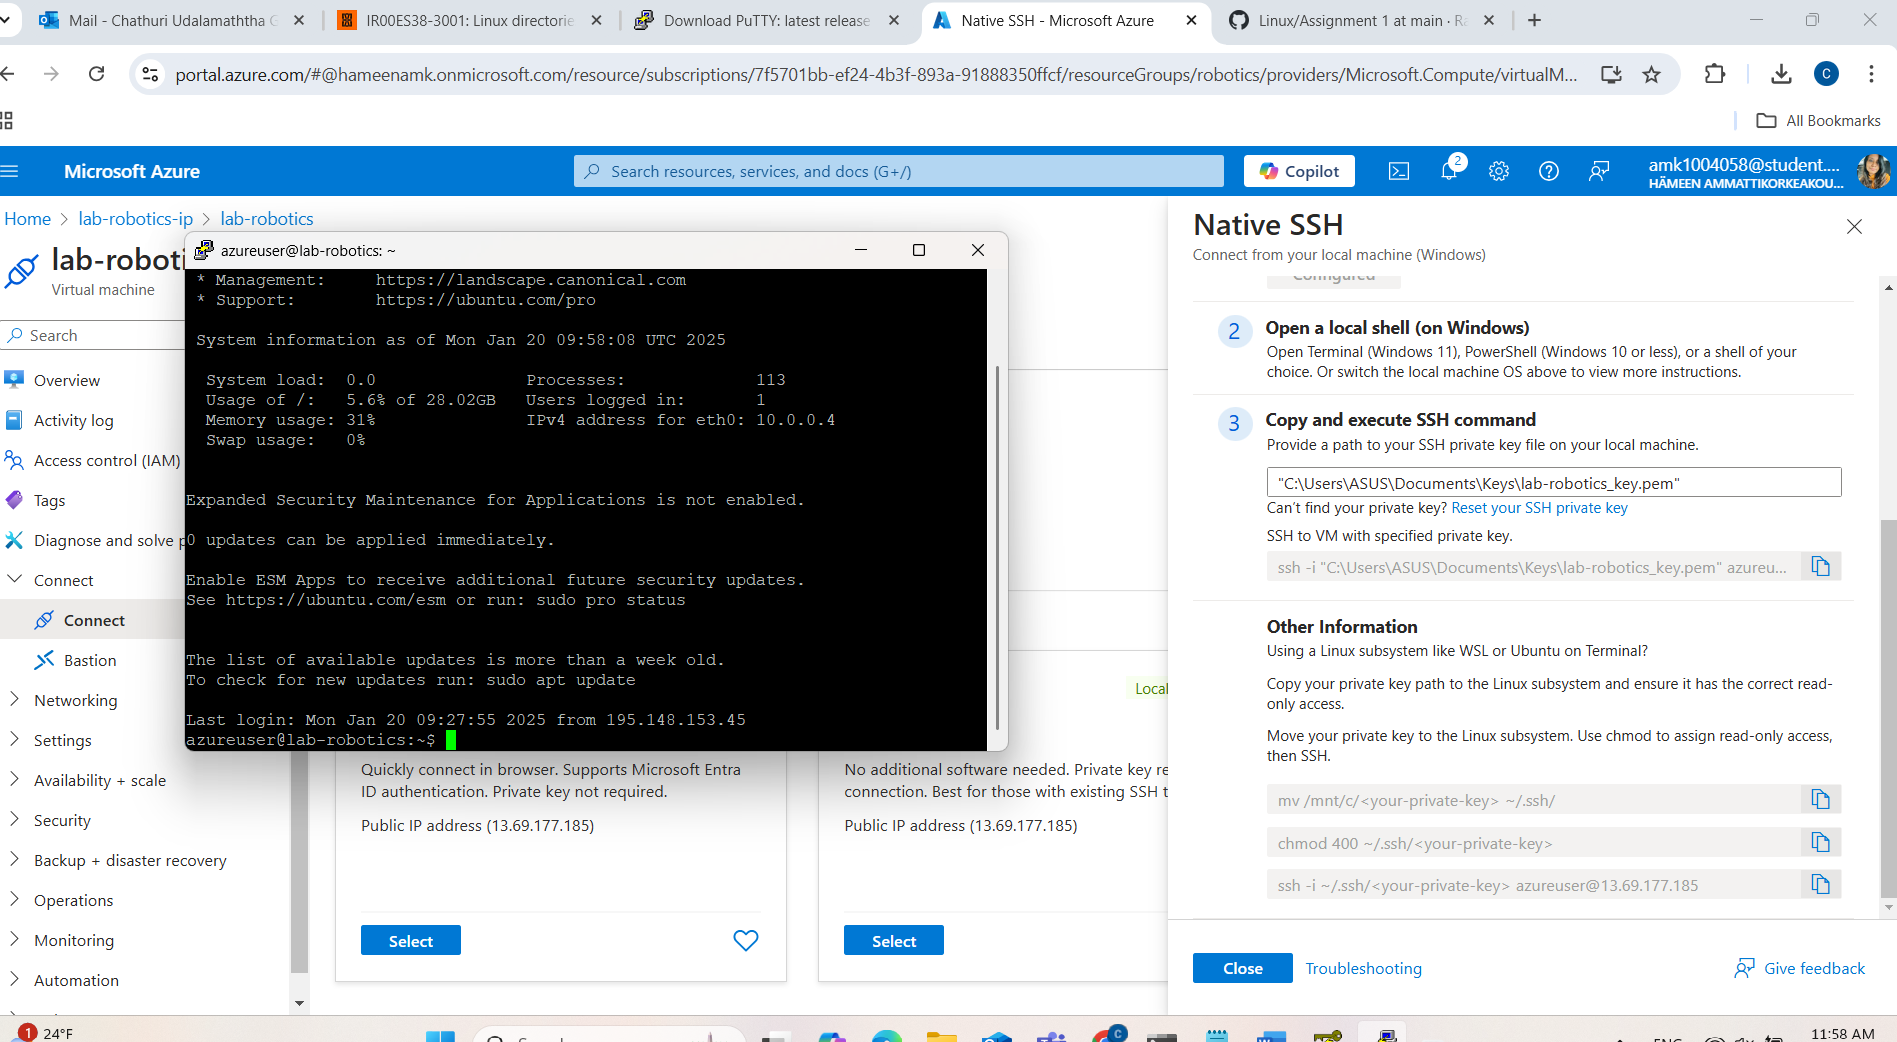 Mail - Chathuri Udalamaththa G
IR00ES38-3001: Linux directorie
Download PuTTY: latest release
Native SSH - Microsoft Azure
Linux/Assignment 1 at main · Ra
portal.azure.com/#@hameenamk.onmicrosoft.com/resource/subscriptions/7f5701bb-ef24-4b3f-893a-91888350ffcf/resourceGroups/robotics/providers/Microsoft.Compute/virtualM...
C
All Bookmarks
Microsoft Azure
Search resources, services, and docs (G+/)
Copilot
2
amk1004058@student....
HÄMEEN AMMATTIKORKEAKOU...
Home > lab-robotics-ip > lab-robotics
lab-roboti
Virtual machine
Search
Overview
Activity log
Access control (IAM)
Tags
Diagnose and solve p
Connect
Connect
Bastion
Networking
Settings
Availability + scale
Security
Backup + disaster recovery
Operations
Monitoring
Automation
azureuser@lab-robotics: ~
* Management:     https://landscape.canonical.com
* Support:        https://ubuntu.com/pro
System information as of Mon Jan 20 09:58:08 UTC 2025
System load:  0.0               Processes:             113
Usage of /:   5.6% of 28.02GB   Users logged in:       1
Memory usage: 31%               IPv4 address for eth0: 10.0.0.4
Swap usage:   0%
Expanded Security Maintenance for Applications is not enabled.
0 updates can be applied immediately.
Enable ESM Apps to receive additional future security updates.
See https://ubuntu.com/esm or run: sudo pro status
The list of available updates is more than a week old.
To check for new updates run: sudo apt update
Last login: Mon Jan 20 09:27:55 2025 from 195.148.153.45
azureuser@lab-robotics:~$
Quickly connect in browser. Supports Microsoft Entra
ID authentication. Private key not required.
Public IP address (13.69.177.185)
Select
Local
No additional software needed. Private key re
connection. Best for those with existing SSH t
Public IP address (13.69.177.185)
Select
Native SSH
Connect from your local machine (Windows)
Configured
2
Open a local shell (on Windows)
Open Terminal (Windows 11), PowerShell (Windows 10 or less), or a shell of your
choice. Or switch the local machine OS above to view more instructions.
3
Copy and execute SSH command
Provide a path to your SSH private key file on your local machine.
"C:\Users\ASUS\Documents\Keys\lab-robotics_key.pem"
Can't find your private key? Reset your SSH private key
SSH to VM with specified private key.
ssh -i "C:\Users\ASUS\Documents\Keys\lab-robotics_key.pem" azureu...
Other Information
Using a Linux subsystem like WSL or Ubuntu on Terminal?
Copy your private key path to the Linux subsystem and ensure it has the correct read-
only access.
Move your private key to the Linux subsystem. Use chmod to assign read-only access,
then SSH.
mv /mnt/c/<your-private-key> ~/.ssh/
chmod 400 ~/.ssh/<your-private-key>
ssh -i ~/.ssh/<your-private-key> azureuser@13.69.177.185
Close
Troubleshooting
Give feedback
1
24°F
C
11:58 AM